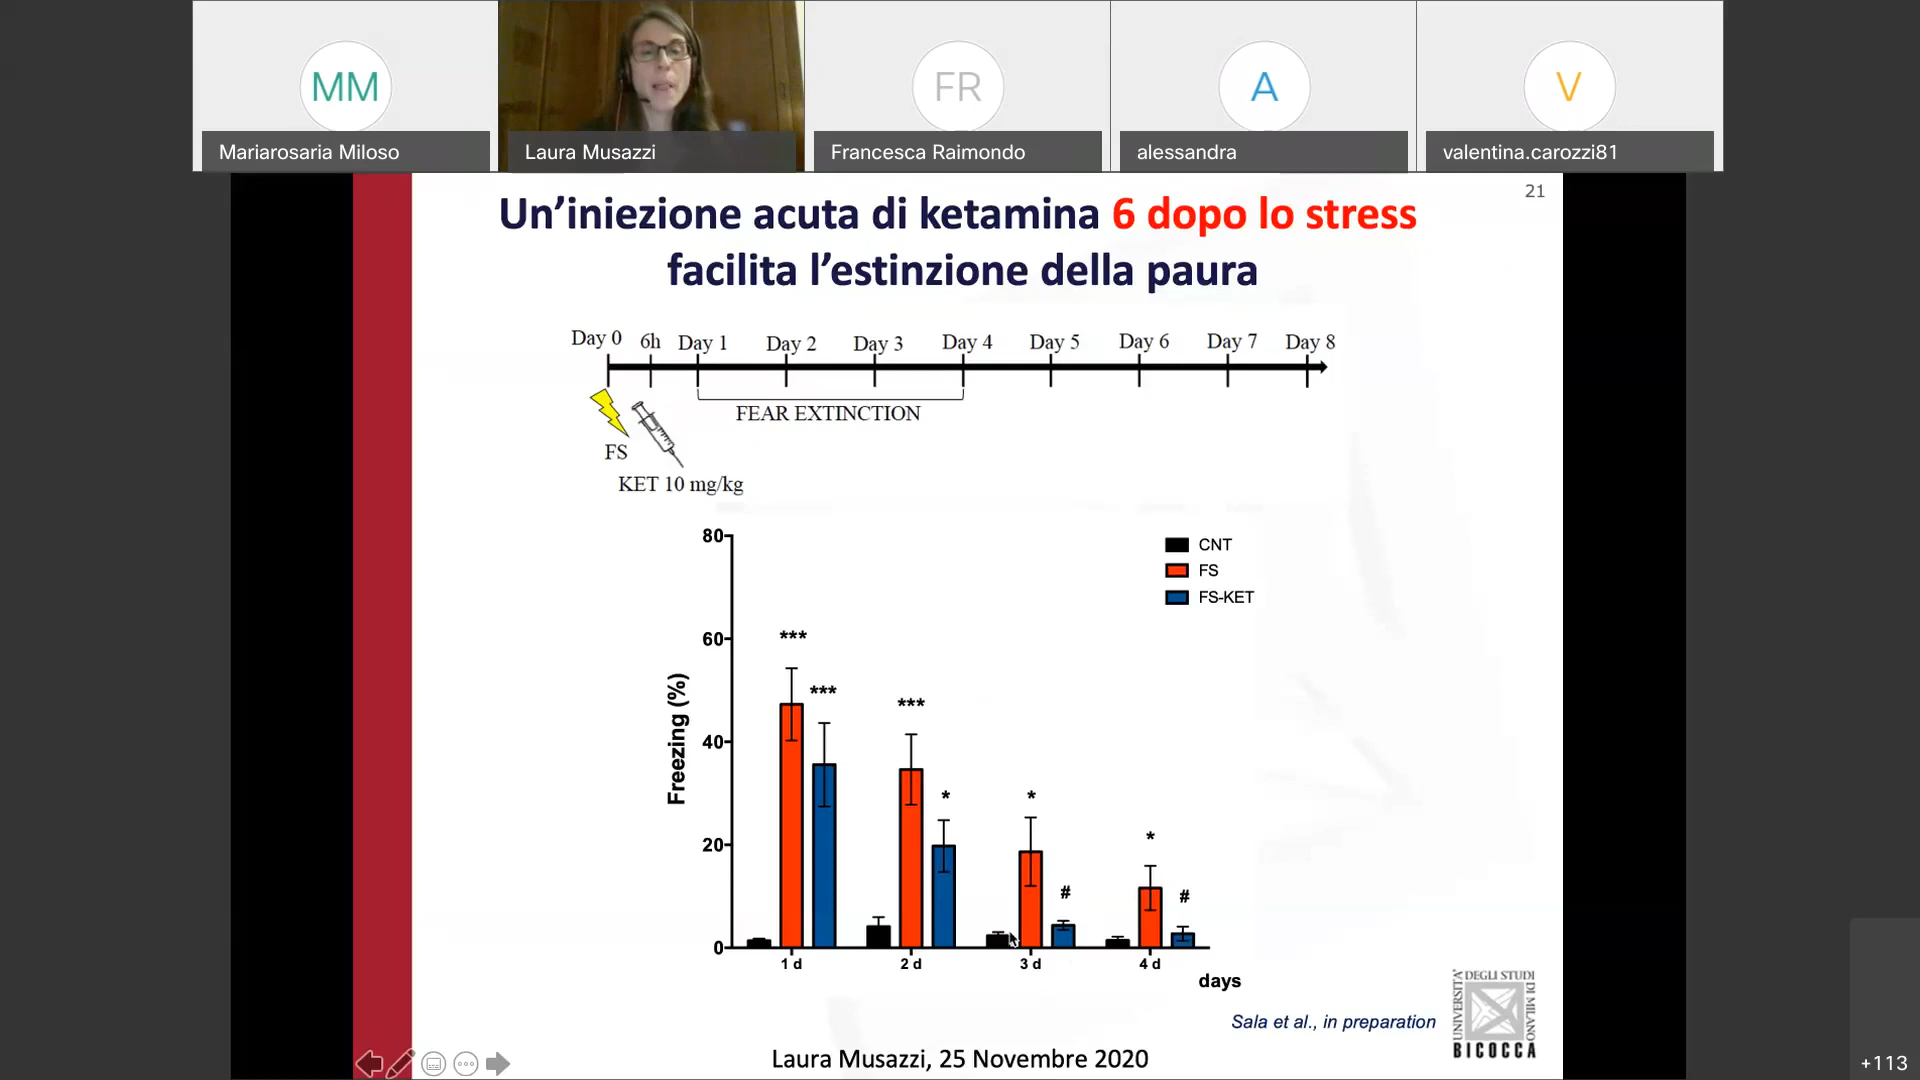 MM
FR
A
V
Mariarosaria Miloso
Laura Musazzi
Francesca Raimondo
alessandra
valentina.carozzi81
21
Un'iniezione acuta di ketamina 6 dopo lo stress
facilita l'estinzione della paura
Day 0 6h Day 1 Day 2 Day 3 Day 4 Day 5 Day 6 Day 7 Day 8
FEAR EXTINCTION
FS
KET 10 mg/kg
80
60
40
20
0
Freezing (%)
CNT
FS
FS-KET
***
***
***
*
*
#
*
#
1 d 2 d 3 d 4 d
days
Sala et al., in preparation
UNIVERSITA' DEGLI STUDI DI MILANO
BICOCCA
Laura Musazzi, 25 Novembre 2020
+113